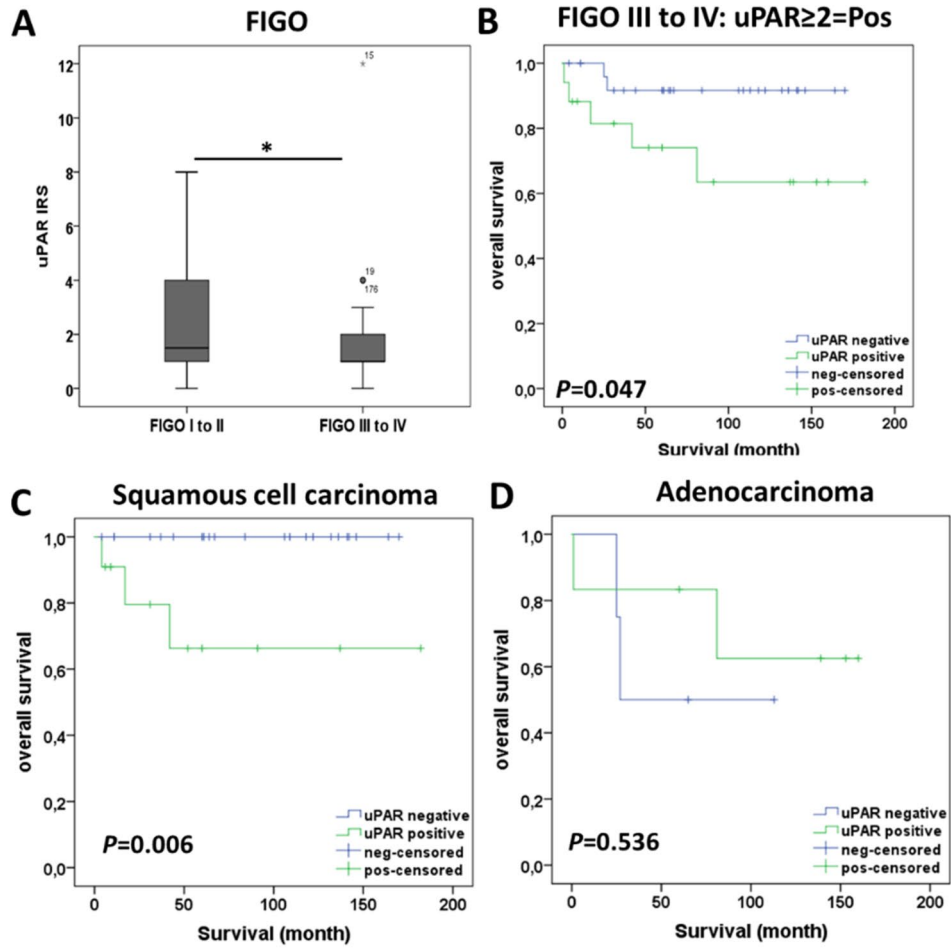 A
FIGO
12
10
8
6
4
2
0
uPAR IRS
15
*
19
176
FIGO I to II
FIGO III to IV
B
FIGO III to IV: uPAR≥2=Pos
1,0
0,8
0,6
0,4
0,2
0,0
overall survival
uPAR negative
uPAR positive
neg-censored
pos-censored
P=0.047
0
50
100
150
200
Survival (month)
C
Squamous cell carcinoma
1,0
0,8
0,6
0,4
0,2
0,0
overall survival
uPAR negative
uPAR positive
neg-censored
pos-censored
P=0.006
0
50
100
150
200
Survival (month)
D
Adenocarcinoma
1,0
0,8
0,6
0,4
0,2
0,0
overall survival
uPAR negative
uPAR positive
neg-censored
pos-censored
P=0.536
0
50
100
150
200
Survival (month)